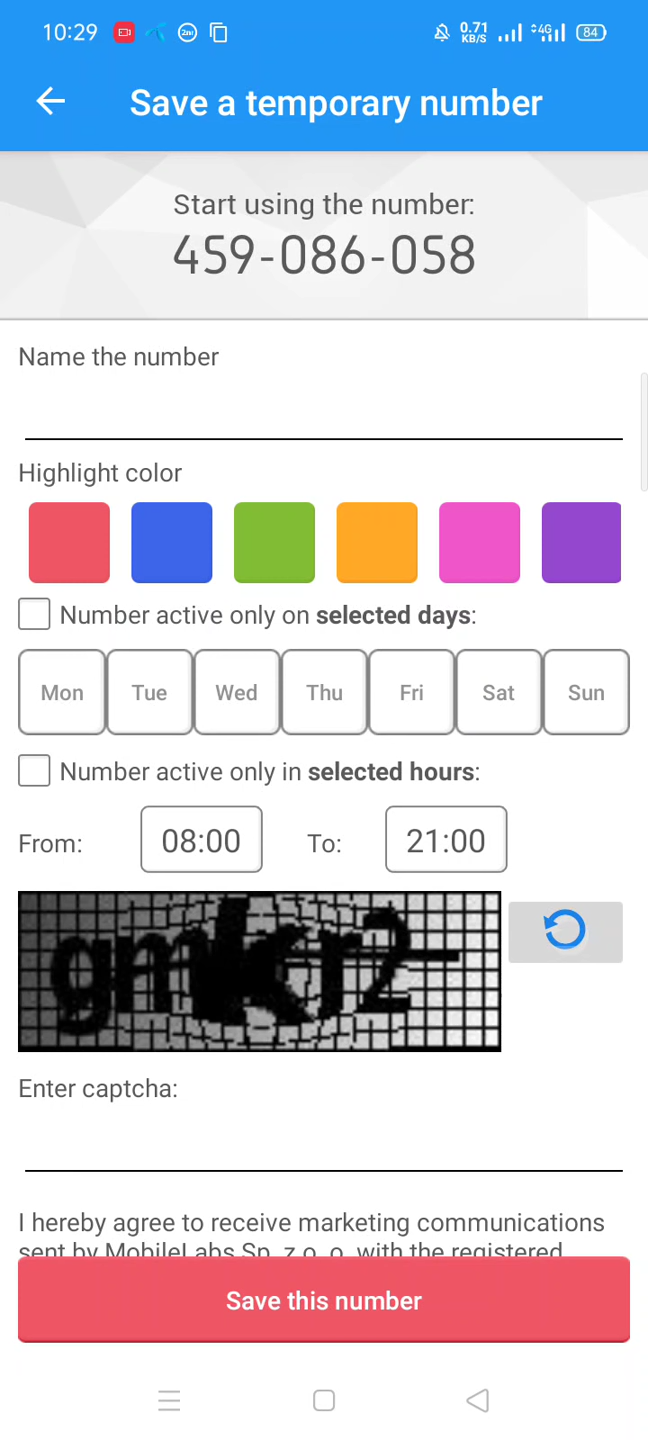 10:29
2nr
0.71
KB/S
4G
84
Save a temporary number
Start using the number:
459-086-058
Name the number
Highlight color
Number active only on selected days:
Mon Tue Wed Thu Fri Sat Sun
Number active only in selected hours:
From: 08:00 To: 21:00
Enter captcha:
I hereby agree to receive marketing communications
sent by MobileLabs Sp. z o. o. with the registered
Save this number